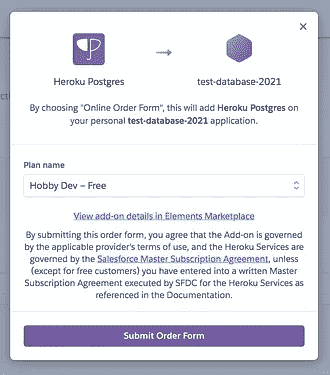 Heroku Postgres
test-database-2021
By choosing "Online Order Form", this will add Heroku Postgres on
your personal test-database-2021 application.
Plan name
Hobby Dev – Free
View add-on details in Elements Marketplace
By submitting this order form, you agree that the Add-on is governed
by the applicable provider's terms of use, and the Heroku Services are
governed by the Salesforce Master Subscription Agreement, unless
(except for free customers) you have entered into a written Master
Subscription Agreement executed by SFDC for the Heroku Services as
referenced in the Documentation.
Submit Order Form